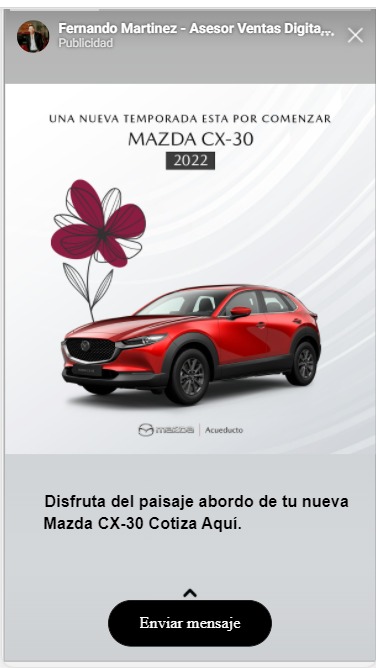 Fernando Martinez - Asesor Ventas Digita,...
Publicidad
UNA NUEVA TEMPORADA ESTA POR COMENZAR
MAZDA CX-30
2022
mazda Acueducto
Disfruta del paisaje abordo de tu nueva
Mazda CX-30 Cotiza Aquí.
Enviar mensaje